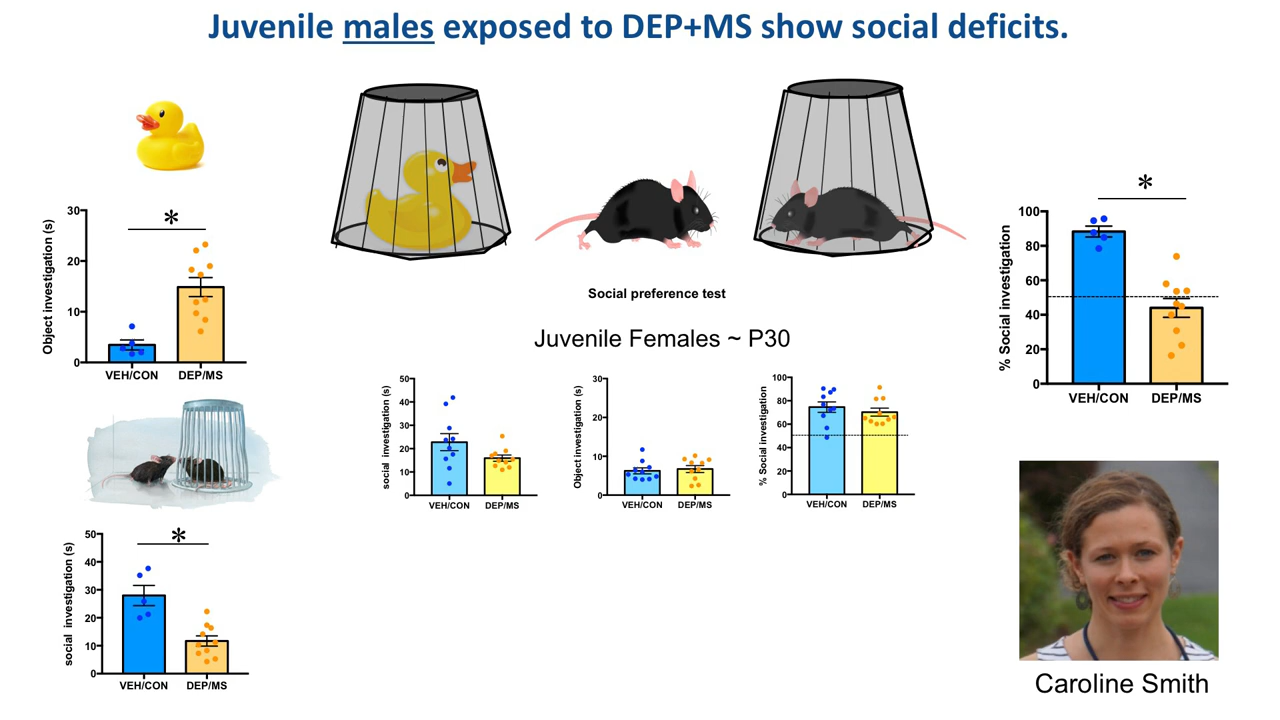 Juvenile males exposed to DEP+MS show social deficits.
*
Object investigation (s)
30
20
10
0
VEH/CON DEP/MS
Social preference test
Juvenile Females ~ P30
*
% Social investigation
100
80
60
40
20
0
VEH/CON DEP/MS
social investigation (s)
50
40
30
20
10
0
VEH/CON DEP/MS
Object investigation (s)
30
20
10
0
VEH/CON DEP/MS
% Social investigation
100
80
60
40
20
0
VEH/CON DEP/MS
*
social investigation (s)
50
40
30
20
10
0
VEH/CON DEP/MS
Caroline Smith